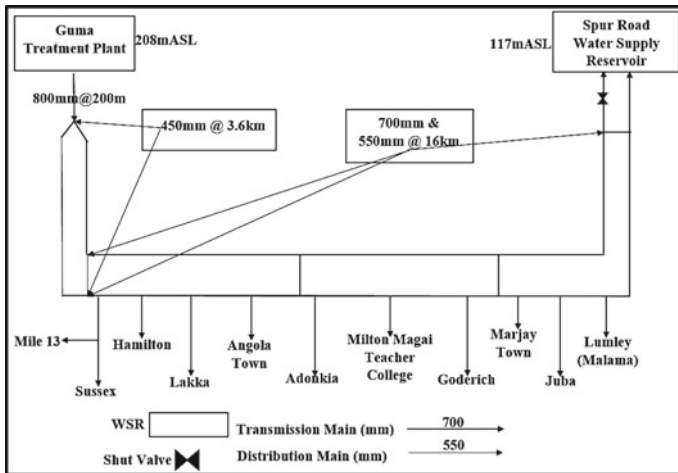 Guma
Treatment Plant
208mASL
117mASL
Spur Road
Water Supply
Reservoir
800mm@200m
450mm @ 3.6km
700mm &
550mm @ 16km
Mile 13
Sussex
Hamilton
Lakka
Angola
Town
Adonkia
Milton Magai
Teacher
College
Goderich
Marjay
Town
Juba
Lumley
(Malama)
WSR
Transmission Main (mm)
700
Shut Valve
Distribution Main (mm)
550